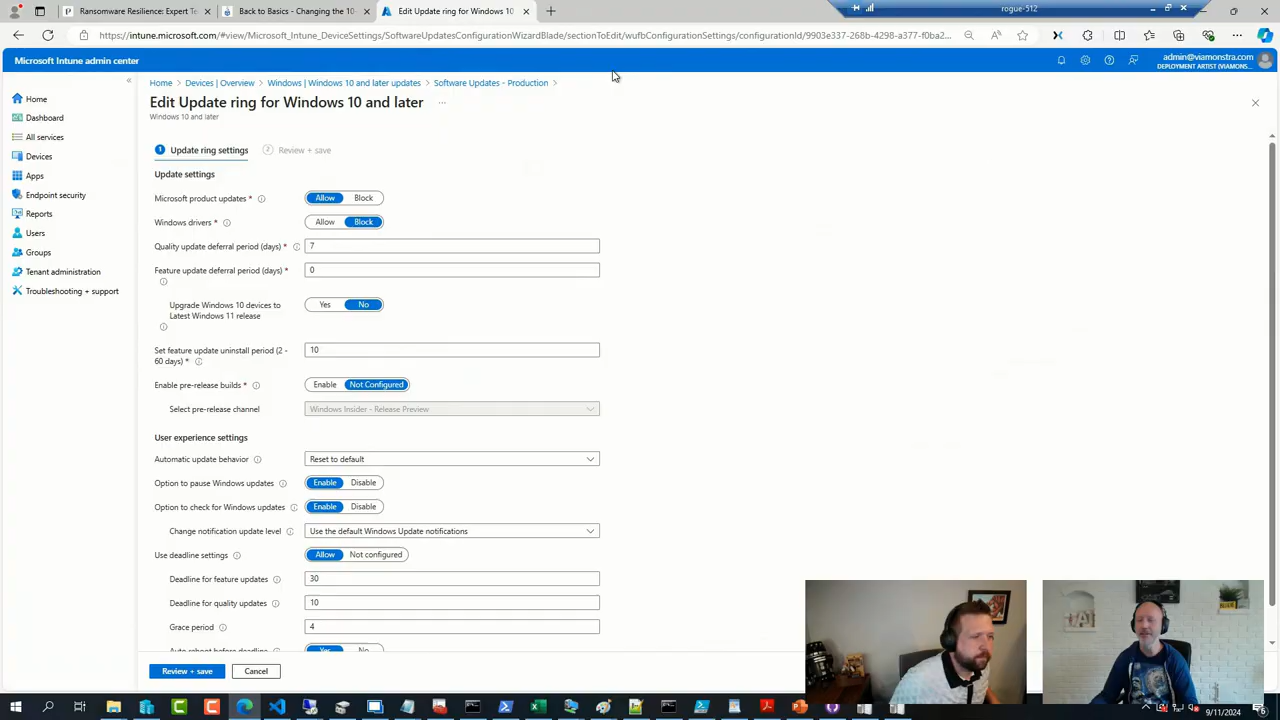 Ransomware Resilience: Expert Te
Back to Basics - Changing the 10-
Edit Update ring for Windows 10
rogue-512
https://intune.microsoft.com/#view/Microsoft_Intune_DeviceSettings/SoftwareUpdatesConfigurationWizardBlade/sectionToEdit/wufbConfigurationSettings/configurationId/9903e337-268b-4298-a377-f0ba2...
Microsoft Intune admin center
admin@viamonstra.com
DEPLOYMENT ARTIST (VIAMONS...
Home > Devices | Overview > Windows | Windows 10 and later updates > Software Updates - Production >
Edit Update ring for Windows 10 and later ...
Windows 10 and later
Home
Dashboard
All services
Devices
Apps
Endpoint security
Reports
Users
Groups
Tenant administration
Troubleshooting + support
1 Update ring settings 2 Review + save
Update settings
Microsoft product updates * Allow Block
Windows drivers * Allow Block
Quality update deferral period (days) * 7
Feature update deferral period (days) * 0
Upgrade Windows 10 devices to
Latest Windows 11 release
Yes No
Set feature update uninstall period (2 -
60 days) *
10
Enable pre-release builds * Enable Not Configured
Select pre-release channel Windows Insider - Release Preview
User experience settings
Automatic update behavior Reset to default
Option to pause Windows updates Enable Disable
Option to check for Windows updates Enable Disable
Change notification update level Use the default Windows Update notifications
Use deadline settings Allow Not configured
Deadline for feature updates 30
Deadline for quality updates 10
Grace period 4
Auto reboot before deadline Yes No
Review + save Cancel
9/11/2024